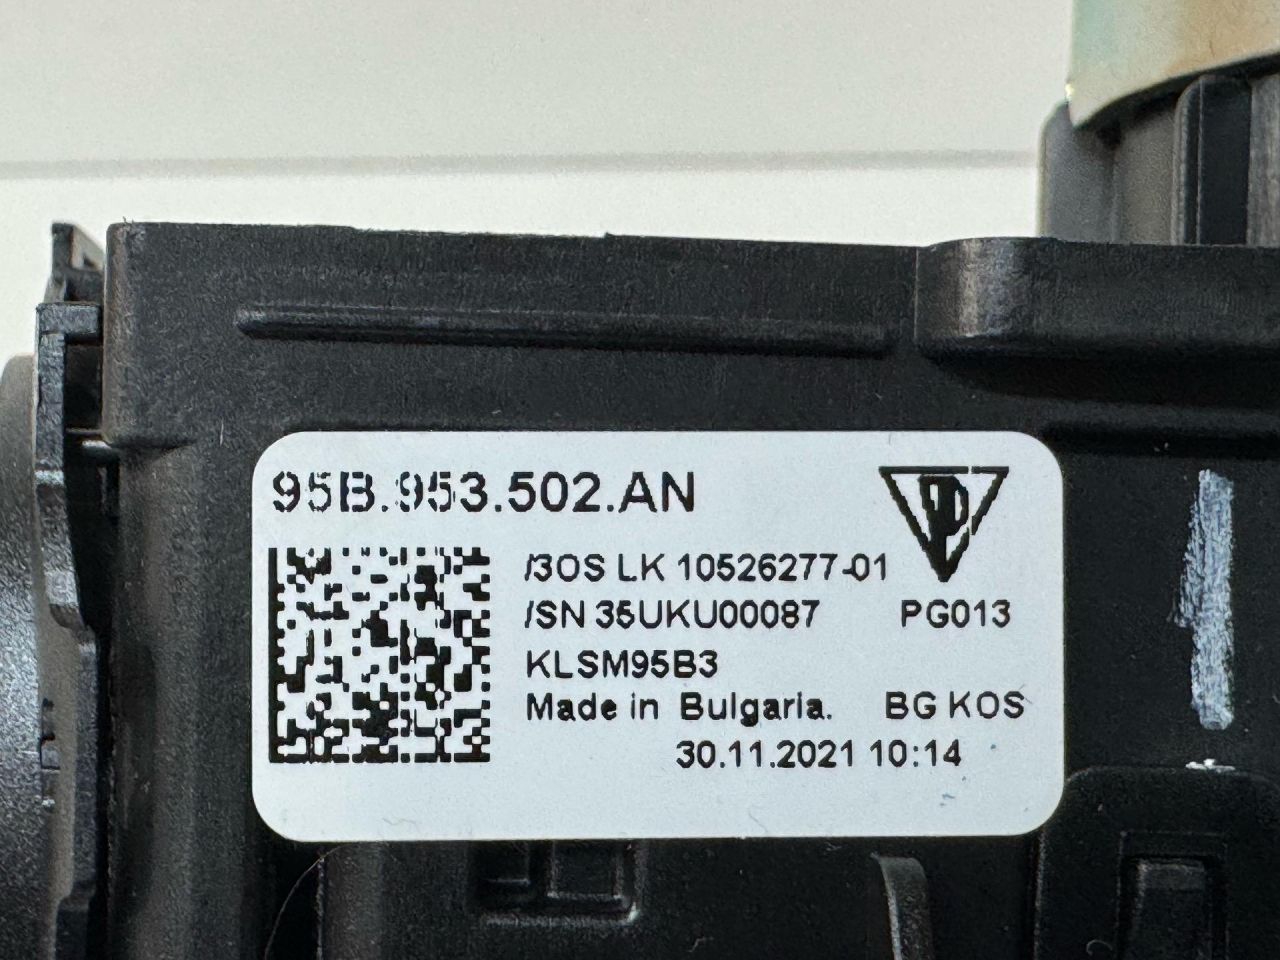 95B.953.502.AN
/3OS LK 10526277-01
/SN 35UKU00087 PG013
KLSM95B3
Made in Bulgaria. BG KOS
30.11.2021 10:14